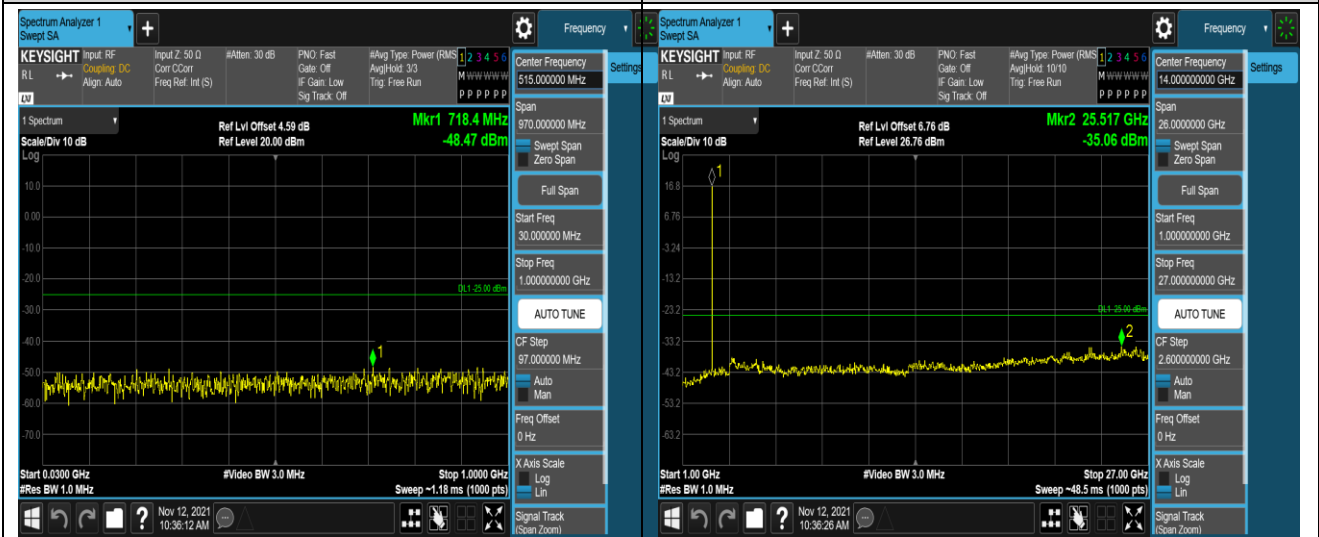 Spectrum Analyzer 1
Swept SA
+
Frequency
KEYSIGHT
RL
LXI
Input: RF
Coupling: DC
Align: Auto
Input Z: 50 Ω
Corr CCorr
Freq Ref: Int (S)
#Atten: 30 dB
PNO: Fast
Gate: Off
IF Gain: Low
Sig Track: Off
#Avg Type: Power (RMS
Avg|Hold: 3/3
Trig: Free Run
1 2 3 4 5 6
M W W W W W
P P P P P P
1 Spectrum
Scale/Div 10 dB
Log
Ref Lvl Offset 4.59 dB
Ref Level 20.00 dBm
Mkr1 718.4 MHz
-48.47 dBm
10.0
0.00
-10.0
-20.0
DL1 -25.00 dBm
-30.0
-40.0
1
-50.0
-60.0
-70.0
Start 0.0300 GHz
#Res BW 1.0 MHz
#Video BW 3.0 MHz
Stop 1.0000 GHz
Sweep ~1.18 ms (1000 pts)
Nov 12, 2021
10:36:12 AM
Center Frequency
515.000000 MHz
Settings
Span
970.000000 MHz
Swept Span
Zero Span
Full Span
Start Freq
30.000000 MHz
Stop Freq
1.000000000 GHz
AUTO TUNE
CF Step
97.000000 MHz
Auto
Man
Freq Offset
0 Hz
X Axis Scale
Log
Lin
Signal Track
(Span Zoom)
Spectrum Analyzer 1
Swept SA
+
Frequency
KEYSIGHT
RL
LXI
Input: RF
Coupling: DC
Align: Auto
Input Z: 50 Ω
Corr CCorr
Freq Ref: Int (S)
#Atten: 30 dB
PNO: Fast
Gate: Off
IF Gain: Low
Sig Track: Off
#Avg Type: Power (RMS
Avg|Hold: 10/10
Trig: Free Run
1 2 3 4 5 6
M W W W W W
P P P P P P
1 Spectrum
Scale/Div 10 dB
Log
Ref Lvl Offset 6.76 dB
Ref Level 26.76 dBm
Mkr2 25.517 GHz
-35.06 dBm
1
16.8
6.76
-3.24
-13.2
-23.2
DL1 -25.00 dBm
2
-33.2
-43.2
-53.2
-63.2
Start 1.00 GHz
#Res BW 1.0 MHz
#Video BW 3.0 MHz
Stop 27.00 GHz
Sweep ~48.5 ms (1000 pts)
Nov 12, 2021
10:36:26 AM
Center Frequency
14.000000000 GHz
Settings
Span
26.0000000 GHz
Swept Span
Zero Span
Full Span
Start Freq
1.000000000 GHz
Stop Freq
27.000000000 GHz
AUTO TUNE
CF Step
2.600000000 GHz
Auto
Man
Freq Offset
0 Hz
X Axis Scale
Log
Lin
Signal Track
(Span Zoom)